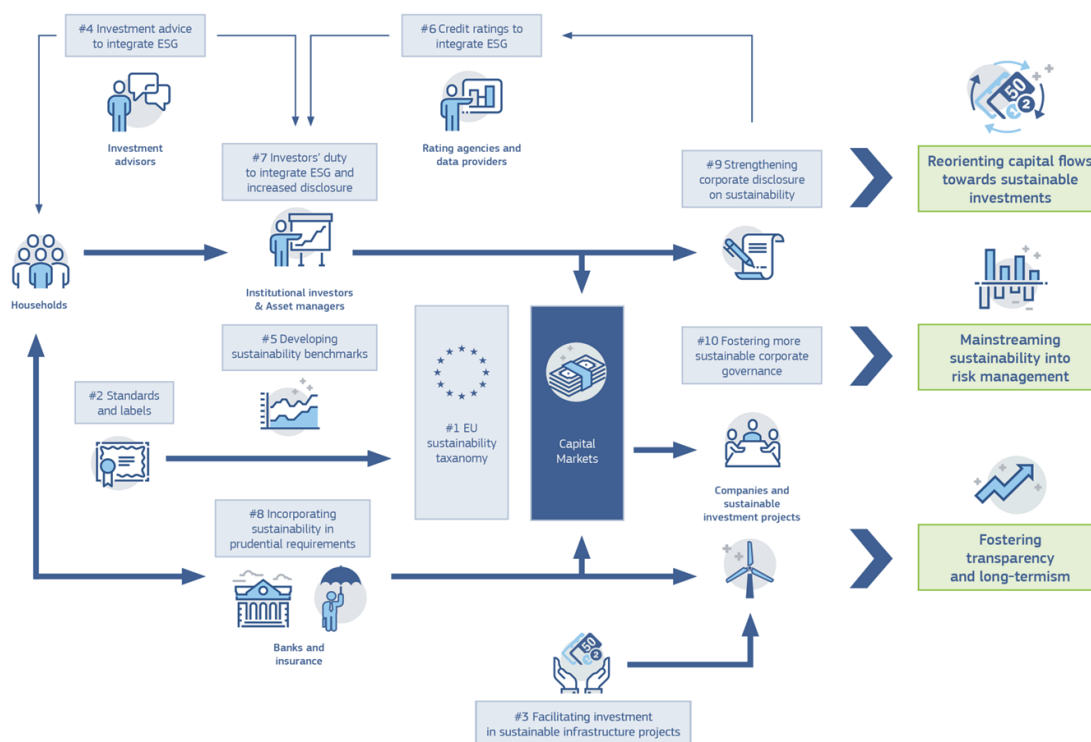 #4 Investment advice
to integrate ESG
#6 Credit ratings to
integrate ESG
Investment
advisors
Rating agencies and
data providers
#7 Investors' duty
to integrate ESG and
increased disclosure
#9 Strengthening
corporate disclosure
on sustainability
Reorienting capital flows
towards sustainable
investments
Households
Institutional investors
& Asset managers
#5 Developing
sustainability benchmarks
#10 Fostering more
sustainable corporate
governance
Mainstreaming
sustainability into
risk management
#2 Standards
and labels
#1 EU
sustainability
taxanomy
Capital
Markets
Companies and
sustainable
investment projects
#8 Incorporating
sustainability in
prudential requirements
Fostering
transparency
and long-termism
Banks and
insurance
#3 Facilitating investment
in sustainable infrastructure projects
50
2
50
2